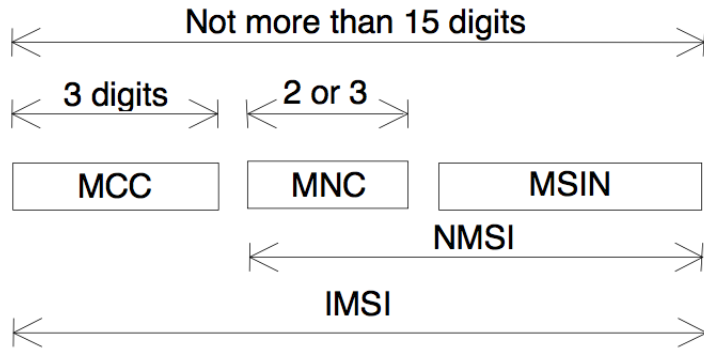 Not more than 15 digits
3 digits
2 or 3
MCC
MNC
MSIN
NMSI
IMSI